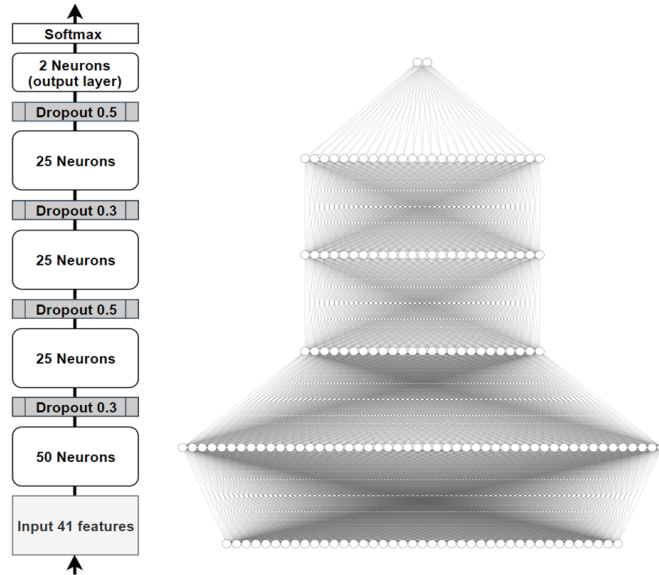 Softmax
2 Neurons
(output layer)
Dropout 0.5
25 Neurons
Dropout 0.3
25 Neurons
Dropout 0.5
25 Neurons
Dropout 0.3
50 Neurons
Input 41 features